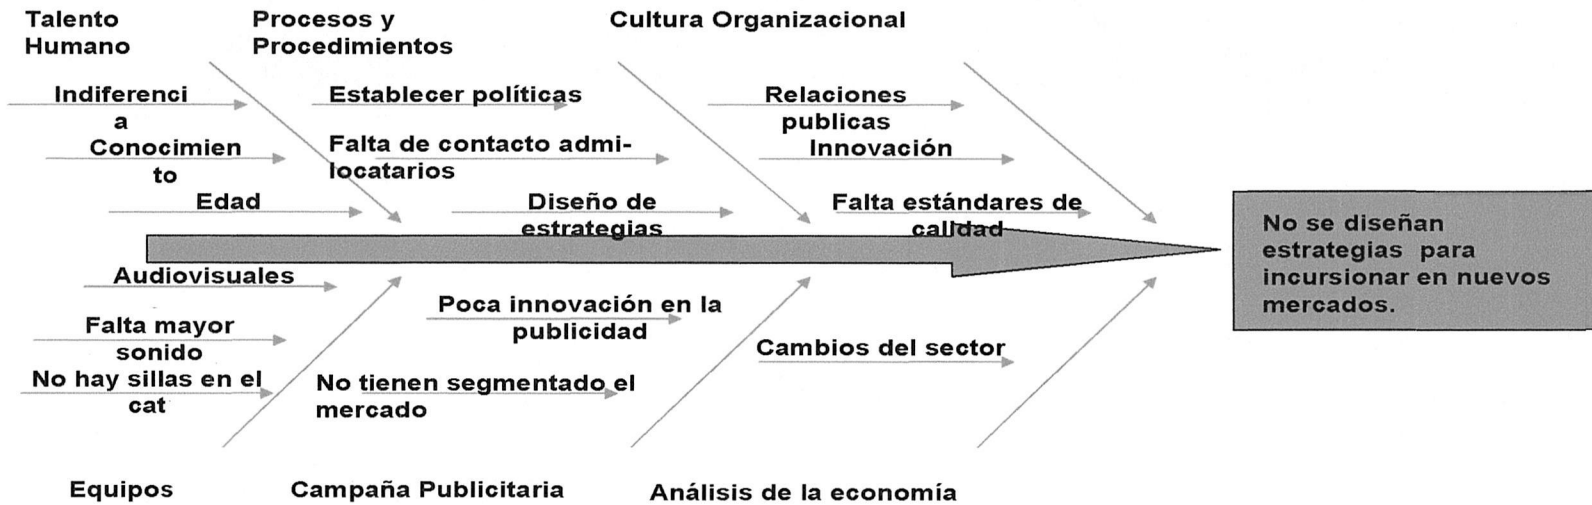 Talento
Humano
Procesos y
Procedimientos
Cultura Organizacional
Indiferenci
a
Conocimien
to
Edad
Establecer políticas
Falta de contacto admi-
locatarios
Diseño de
estrategias
Relaciones
publicas
Innovación
Falta estándares de
calidad
No se diseñan
estrategias para
incursionar en nuevos
mercados.
Audiovisuales
Falta mayor
sonido
No hay sillas en el
cat
Poca innovación en la
publicidad
No tienen segmentado el
mercado
Cambios del sector
Equipos
Campaña Publicitaria
Análisis de la economía